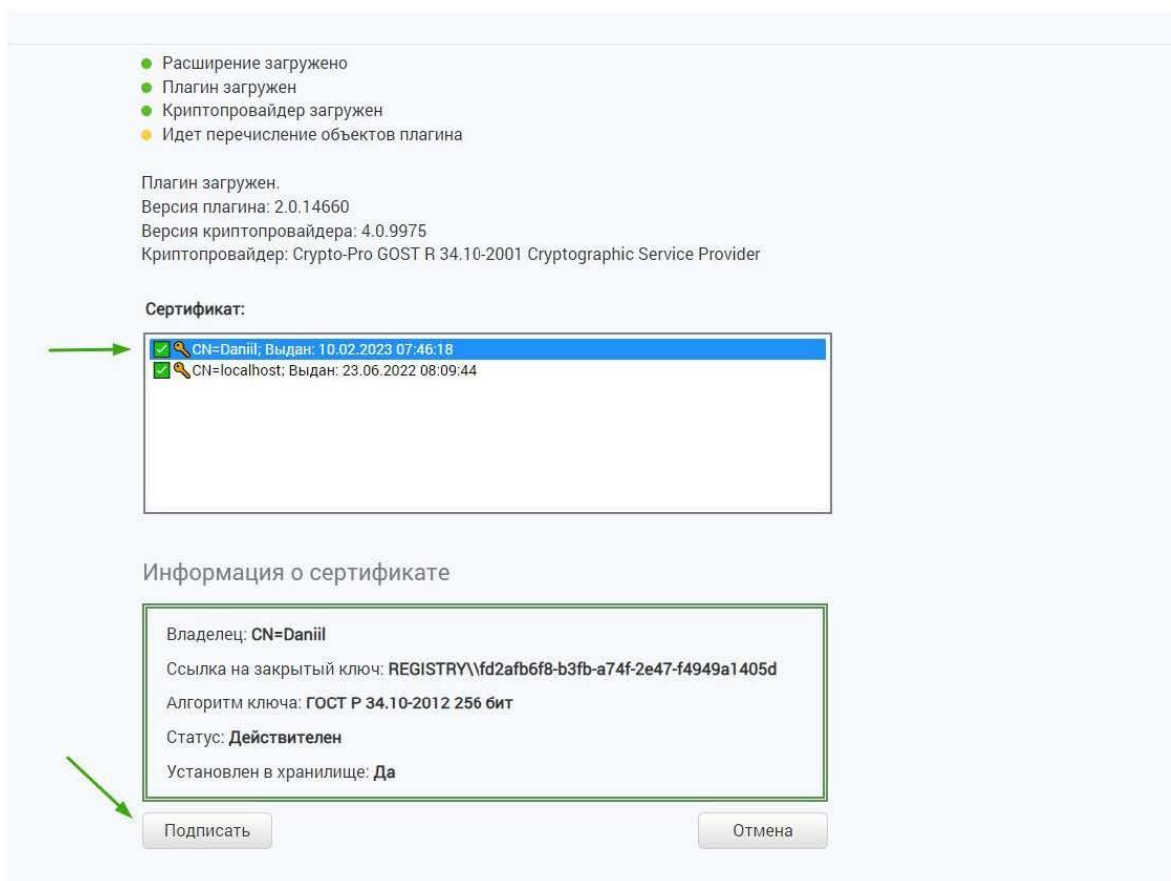 Расширение загружено
Плагин загружен
Криптопровайдер загружен
Идет перечисление объектов плагина
Плагин загружен.
Версия плагина: 2.0.14660
Версия криптопровайдера: 4.0.9975
Криптопровайдер: Crypto-Pro GOST R 34.10-2001 Cryptographic Service Provider
Сертификат:
CN=Daniil; Выдан: 10.02.2023 07:46:18
CN=localhost; Выдан: 23.06.2022 08:09:44
Информация о сертификате
Владелец: CN=Daniil
Ссылка на закрытый ключ: REGISTRY\\fd2afb6f8-b3fb-a74f-2e47-f4949a1405d
Алгоритм ключа: ГОСТ Р 34.10-2012 256 бит
Статус: Действителен
Установлен в хранилище: Да
Подписать Отмена